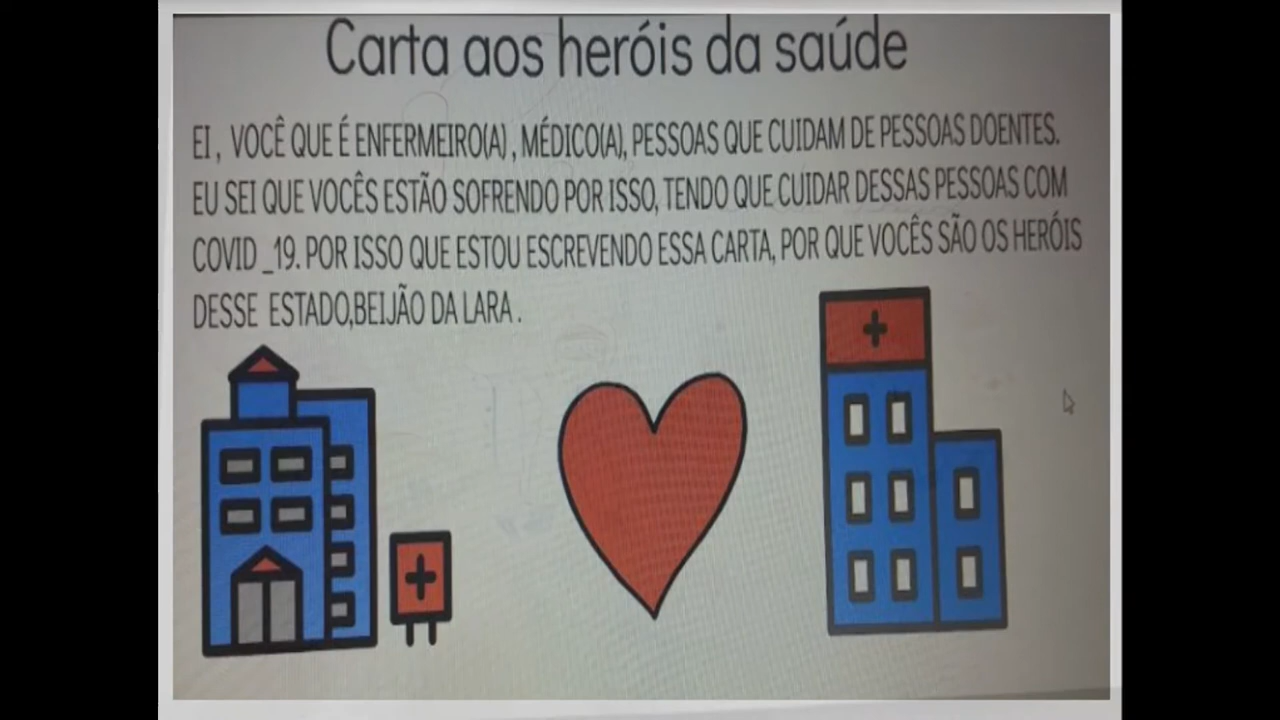 Carta aos heróis da saúde
EI , VOCÊ QUE É ENFERMEIRO(A) , MÉDICO(A), PESSOAS QUE CUIDAM DE PESSOAS DOENTES.
EU SEI QUE VOCÊS ESTÃO SOFRENDO POR ISSO, TENDO QUE CUIDAR DESSAS PESSOAS COM
COVID _19. POR ISSO QUE ESTOU ESCREVENDO ESSA CARTA, POR QUE VOCÊS SÃO OS HERÓIS
DESSE ESTADO,BEIJÃO DA LARA .